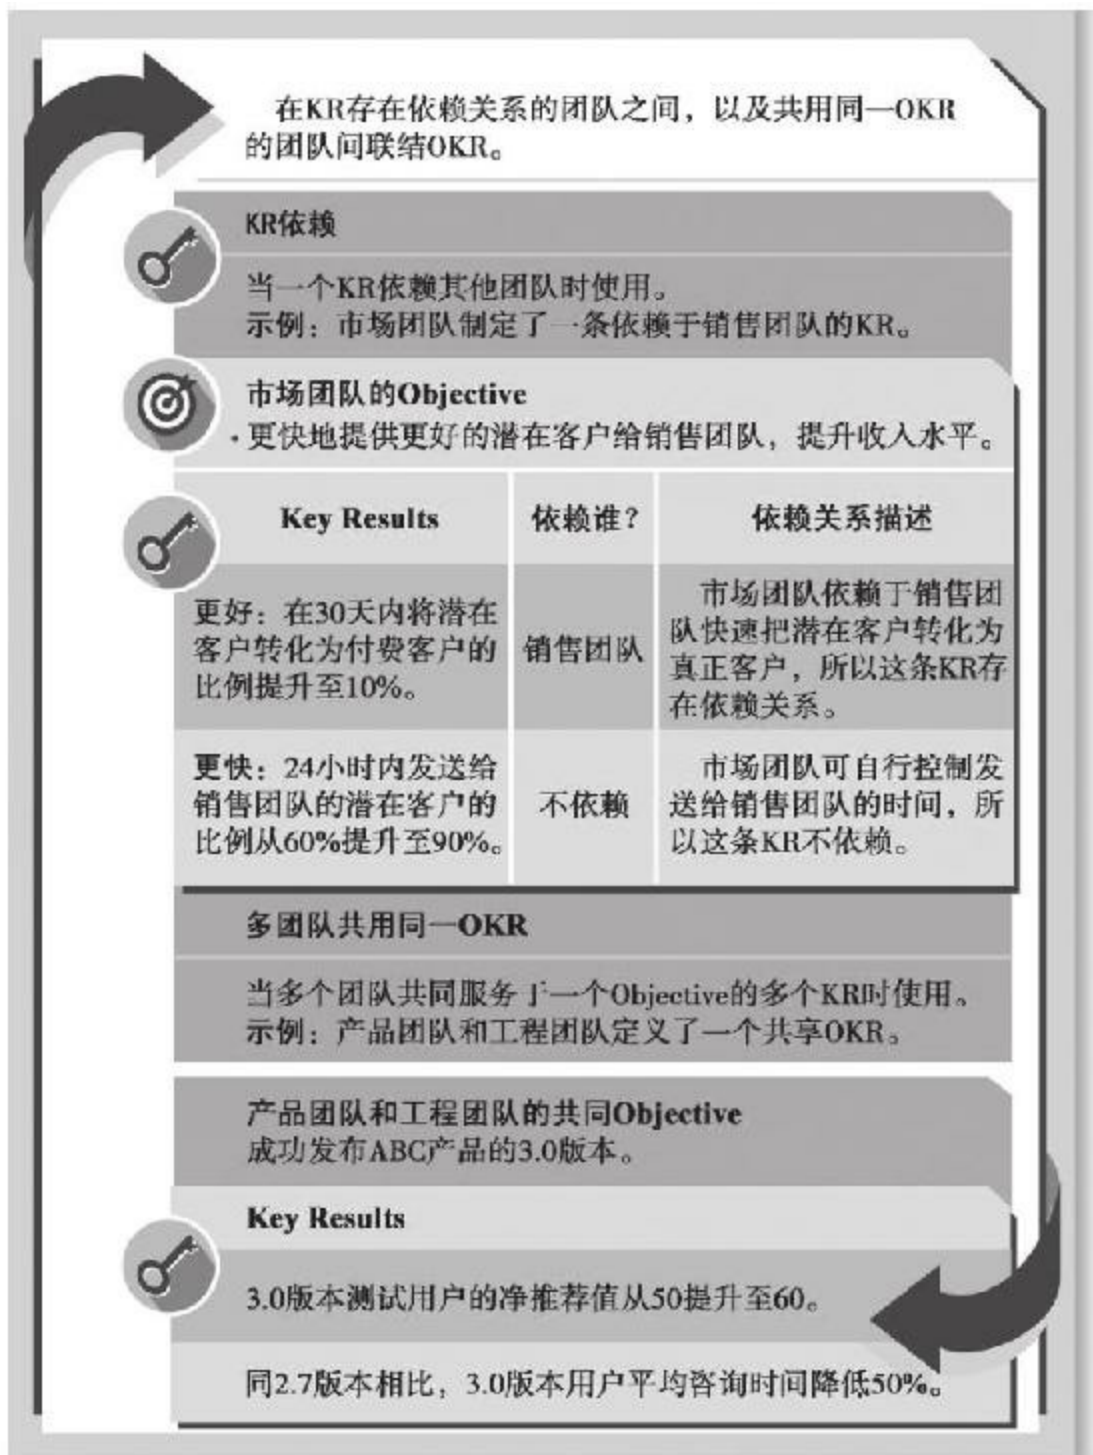 在KR存在依赖关系的团队之间，以及共用同一OKR
的团队间联结OKR。
KR依赖
当一个KR依赖其他团队时使用。
示例：市场团队制定了一条依赖于销售团队的KR。
市场团队的Objective
·更快地提供更好的潜在客户给销售团队，提升收入水平。
Key Results
依赖谁？
依赖关系描述
更好：在30天内将潜在
客户转化为付费客户的
比例提升至10%。
销售团队
市场团队依赖于销售团
队快速把潜在客户转化为
真正客户，所以这条KR存
在依赖关系。
更快：24小时内发送给
销售团队的潜在客户的
比例从60%提升至90%。
不依赖
市场团队可自行控制发
送给销售团队的时间，所
以这条KR不依赖。
多团队共用同一OKR
当多个团队共同服务于一个Objective的多个KR时使用。
示例：产品团队和工程团队定义了一个共享OKR。
产品团队和工程团队的共同Objective
成功发布ABC产品的3.0版本。
Key Results
3.0版本测试用户的净推荐值从50提升至60。
同2.7版本相比，3.0版本用户平均咨询时间降低50%。